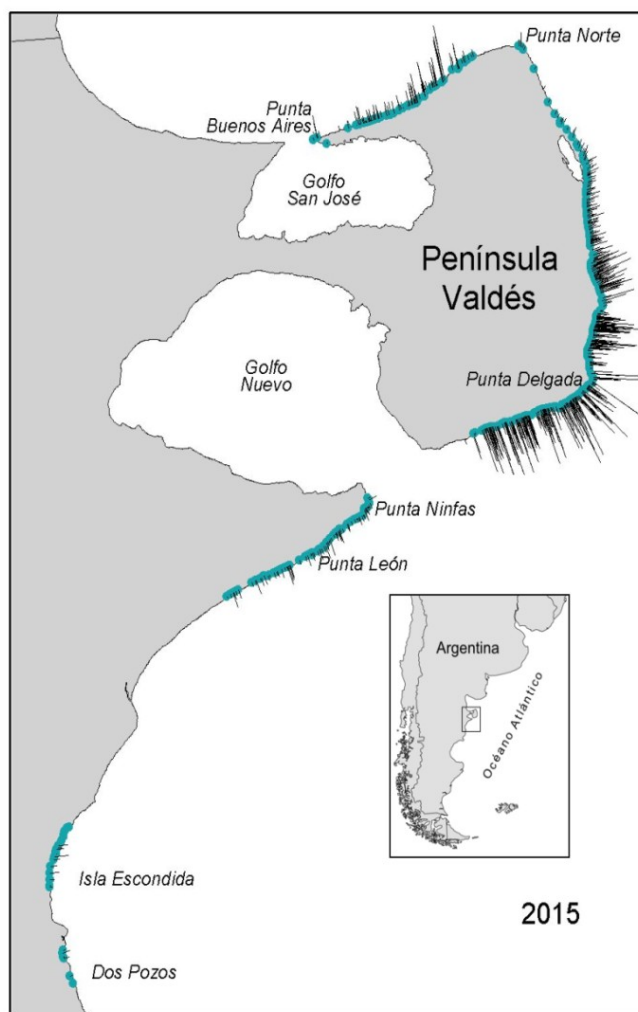 Punta Norte
Punta
Buenos Aires
Golfo
San José
Península
Valdés
Golfo
Nuevo
Punta Delgada
Punta Ninfas
Punta León
Argentina
Océano Atlántico
Isla Escondida
2015
Dos Pozos